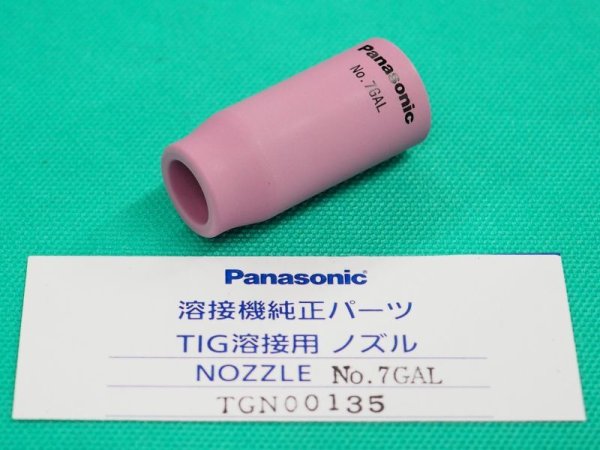 Panasonic
No.7GAL
Panasonic
溶接機純正パーツ
TIG溶接用 ノズル
NOZZLE No.7GAL
TGN00135